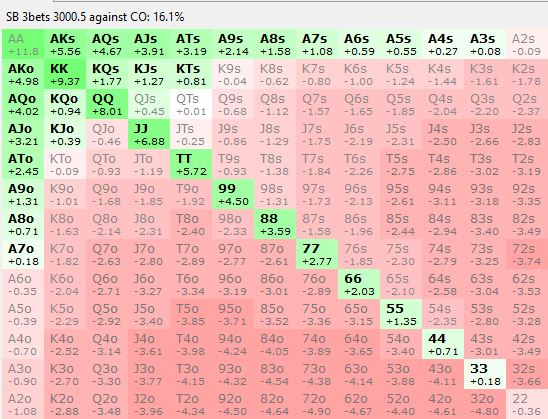 SB 3bets 3000.5 against CO: 16.1%
AA AKs AQs AJs ATs A9s A8s A7s A6s A5s A4s A3s A2s
+11.8 +5.56 +4.67 +3.91 +3.19 +2.14 +1.58 +1.08 +0.59 +0.55 +0.27 +0.08 -0.09
AKo KK KQs KJs KTs K9s K8s K7s K6s K5s K4s K3s K2s
+4.98 +9.37 +1.77 +1.27 +0.81 -0.04 -0.62 -0.80 -1.00 -1.24 -1.44 -1.61 -1.78
AQo KQo QQ QJs QTs Q9s Q8s Q7s Q6s Q5s Q4s Q3s Q2s
+4.02 +0.94 +8.01 +0.45 +0.01 -0.68 -1.12 -1.57 -1.65 -1.85 -2.04 -2.20 -2.37
AJo KJo QJo JJ JTs J9s J8s J7s J6s J5s J4s J3s J2s
+3.21 +0.39 -0.46 +6.88 -0.25 -0.86 -1.29 -1.75 -2.19 -2.31 -2.50 -2.66 -2.83
ATo KTo QTo JTo TT T9s T8s T7s T6s T5s T4s T3s T2s
+2.45 -0.09 -0.93 -1.19 +5.72 -0.93 -1.38 -1.84 -2.26 -2.75 -2.86 -3.02 -3.19
A9o K9o Q9o J9o T9o 99 98s 97s 96s 95s 94s 93s 92s
+1.31 -1.01 -1.68 -1.85 -1.92 +4.50 -1.31 -1.73 -2.13 -2.61 -3.11 -3.18 -3.35
A8o K8o Q8o J8o T8o 98o 88 87s 86s 85s 84s 83s 82s
+0.71 -1.63 -2.14 -2.31 -2.40 -2.33 +3.59 -1.58 -1.96 -2.44 -2.94 -3.40 -3.49
A7o K7o Q7o J7o T7o 97o 87o 77 76s 75s 74s 73s 72s
+0.18 -1.82 -2.63 -2.80 -2.89 -2.77 -2.61 +2.77 -1.85 -2.30 -2.79 -3.25 -3.74
A6o K6o Q6o J6o T6o 96o 86o 76o 66 65s 64s 63s 62s
-0.35 -2.04 -2.71 -3.27 -3.34 -3.19 -3.01 -2.89 +2.03 -2.10 -2.58 -3.04 -3.53
A5o K5o Q5o J5o T5o 95o 85o 75o 65o 55 54s 53s 52s
-0.39 -2.29 -2.92 -3.40 -3.85 -3.71 -3.52 -3.36 -3.15 +1.35 -2.35 -2.80 -3.28
A4o K4o Q4o J4o T4o 94o 84o 74o 64o 54o 44 43s 42s
-0.70 -2.52 -3.14 -3.61 -3.98 -4.24 -4.05 -3.89 -3.65 -3.40 +0.71 -3.01 -3.49
A3o K3o Q3o J3o T3o 93o 83o 73o 63o 53o 43o 33 32s
-0.90 -2.70 -3.30 -3.77 -4.15 -4.32 -4.54 -4.38 -4.14 -3.88 -4.11 +0.18 -3.66
A2o K2o Q2o J2o T2o 92o 82o 72o 62o 52o 42o 32o 22
-1.08 -2.88 -3.48 -3.96 -4.34 -4.50 -4.64 -4.90 -4.67 -4.40 -4.61 -4.80 -0.36